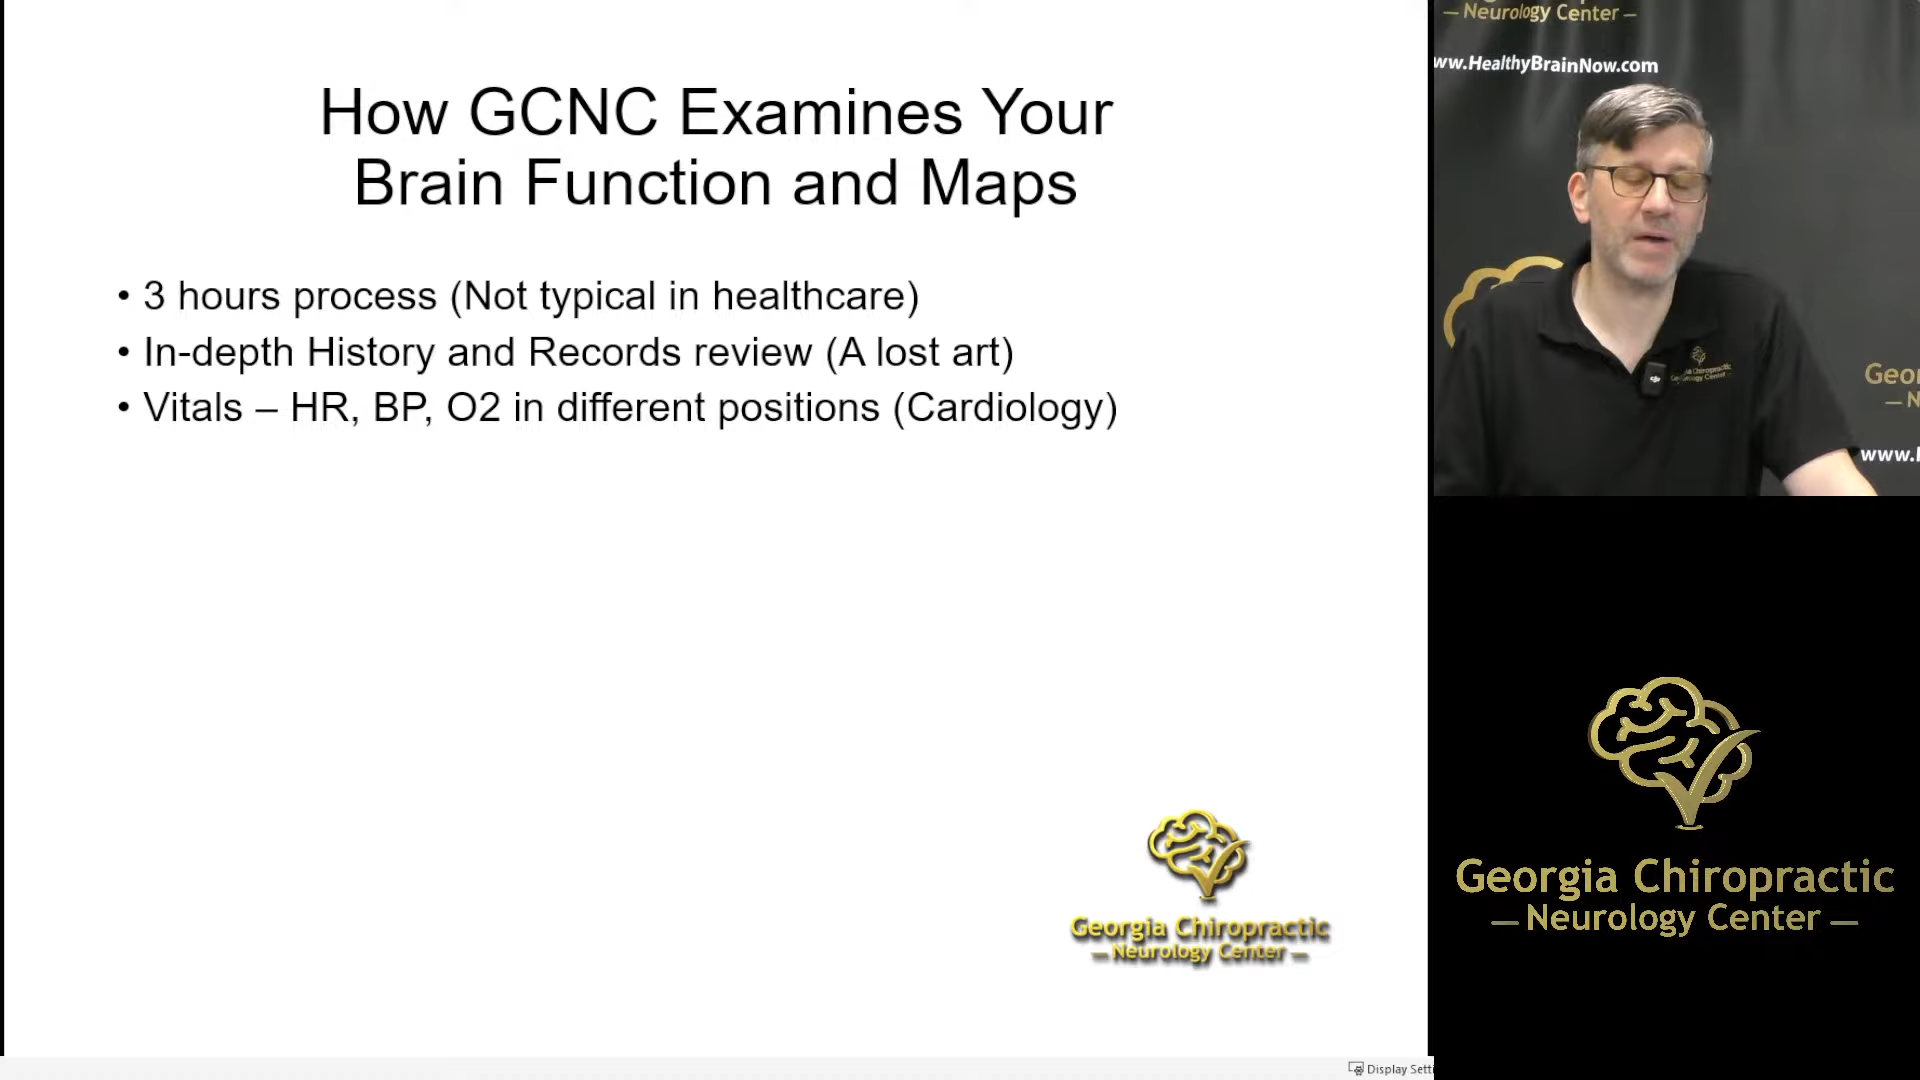 How GCNC Examines Your
Brain Function and Maps
• 3 hours process (Not typical in healthcare)
• In-depth History and Records review (A lost art)
• Vitals – HR, BP, O2 in different positions (Cardiology)
Georgia Chiropractic
— Neurology Center —
Display Setti
— Neurology Center —
ww.HealthyBrainNow.com
Geor
— N
www.
Georgia Chiropractic
— Neurology Center —